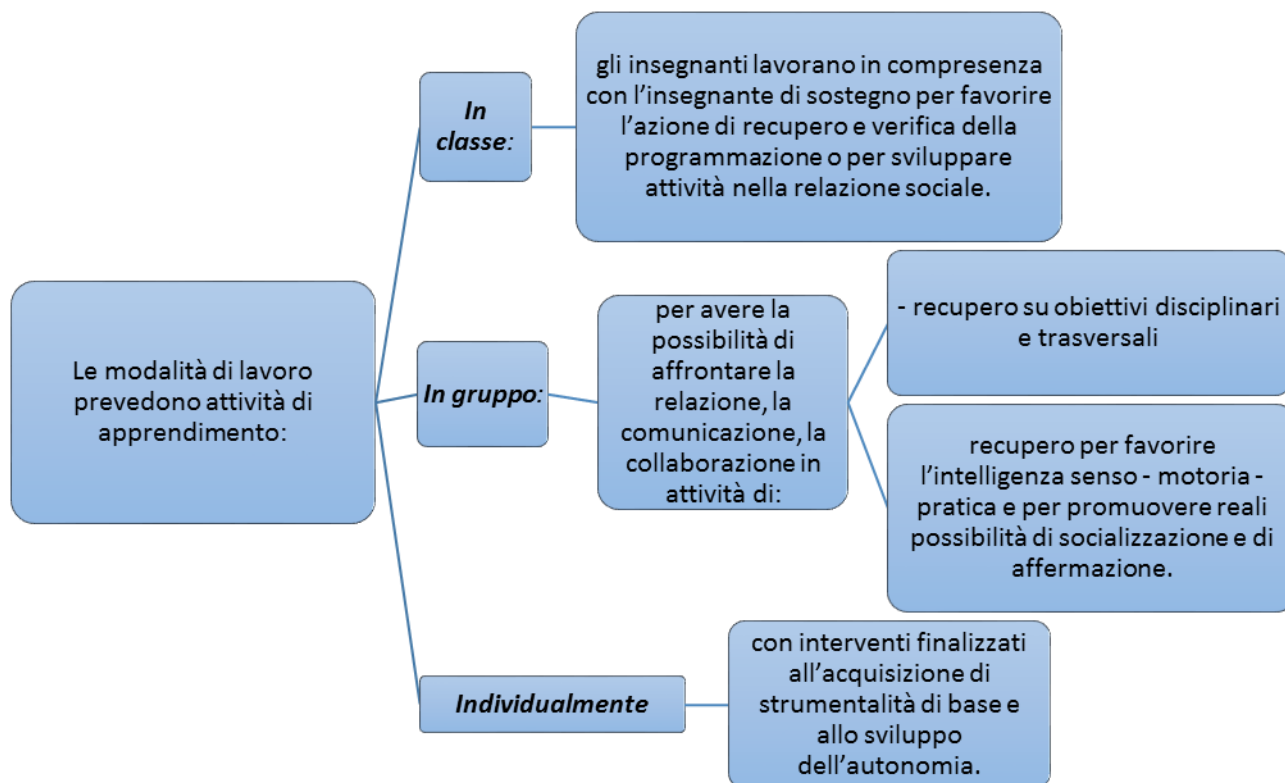 Le modalità di lavoro
prevedono attività di
apprendimento:
In
classe:
gli insegnanti lavorano in compresenza
con l’insegnante di sostegno per favorire
l’azione di recupero e verifica della
programmazione o per sviluppare
attività nella relazione sociale.
In gruppo:
per avere la
possibilità di
affrontare la
relazione, la
comunicazione, la
collaborazione in
attività di:
- recupero su obiettivi disciplinari
e trasversali
recupero per favorire
l’intelligenza senso - motoria -
pratica e per promuovere reali
possibilità di socializzazione e di
affermazione.
Individualmente
con interventi finalizzati
all’acquisizione di
strumentalità di base e
allo sviluppo
dell’autonomia.